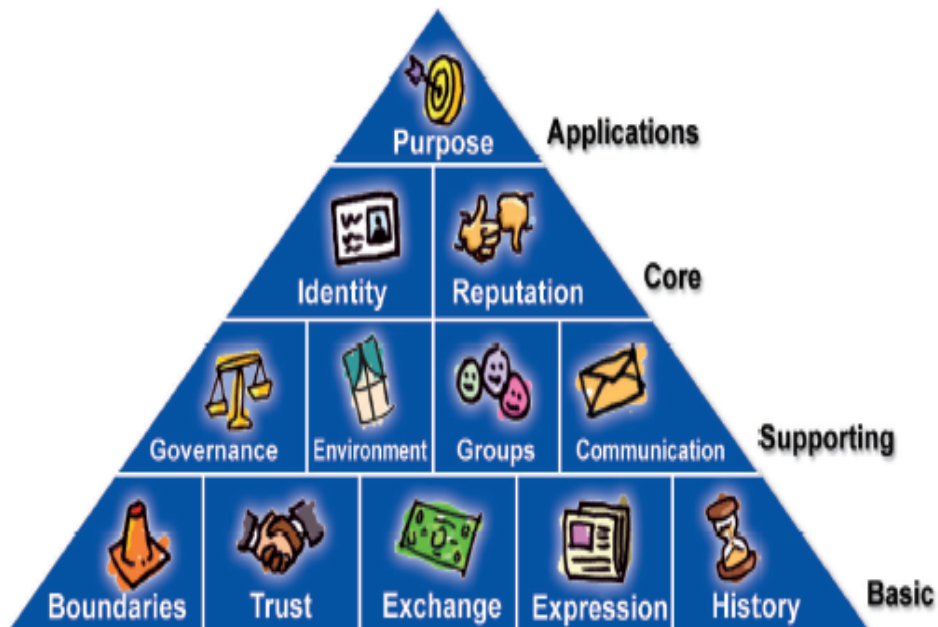 Purpose
Applications
Identity Reputation
Core
Governance Environment Groups Communication
Supporting
Boundaries Trust Exchange Expression History
Basic